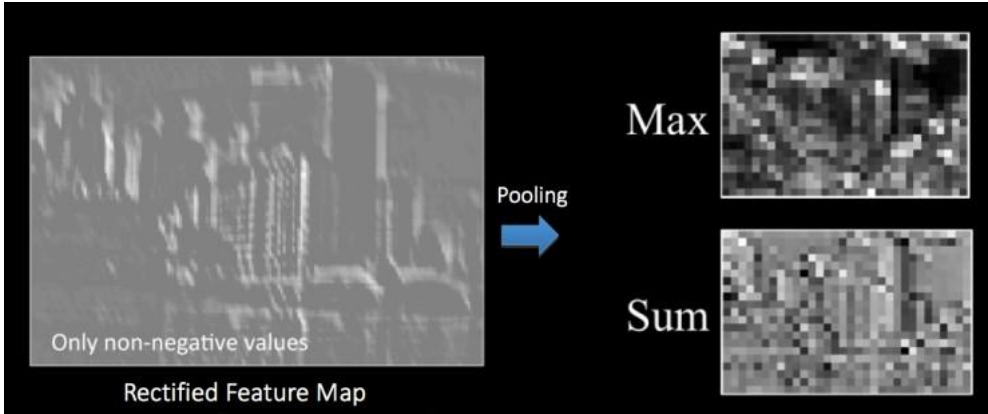 Only non-negative values
Rectified Feature Map
Pooling
Max
Sum